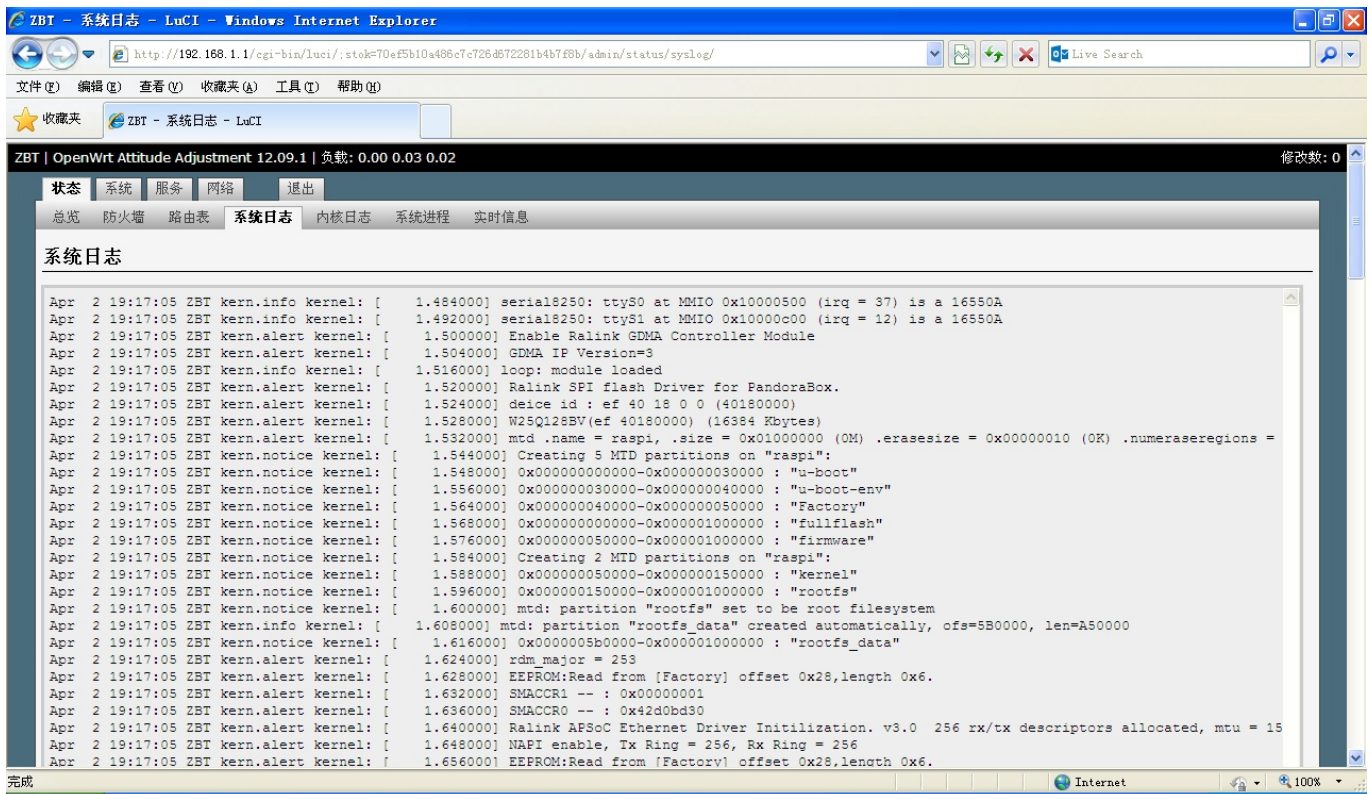 ZBT - 系统日志 - LuCI - Windows Internet Explorer
http://192.168.1.1/cgi-bin/luci/;stok=70ef5b10a486c7c726d672281b4b7f8b/admin/status/syslog/ Live Search
文件(F) 编辑(E) 查看(V) 收藏夹(A) 工具(T) 帮助(H)
收藏夹 ZBT - 系统日志 - LuCI
ZBT | OpenWrt Attitude Adjustment 12.09.1 | 负载: 0.00 0.03 0.02 修改数: 0
状态 系统 服务 网络 退出
总览 防火墙 路由表 系统日志 内核日志 系统进程 实时信息
系统日志
Apr  2 19:17:05 ZBT kern.info kernel: [    1.484000] serial8250: ttyS0 at MMIO 0x10000500 (irq = 37) is a 16550A
Apr  2 19:17:05 ZBT kern.info kernel: [    1.492000] serial8250: ttyS1 at MMIO 0x10000c00 (irq = 12) is a 16550A
Apr  2 19:17:05 ZBT kern.alert kernel: [    1.500000] Enable Ralink GDMA Controller Module
Apr  2 19:17:05 ZBT kern.alert kernel: [    1.504000] GDMA IP Version=3
Apr  2 19:17:05 ZBT kern.info kernel: [    1.516000] loop: module loaded
Apr  2 19:17:05 ZBT kern.alert kernel: [    1.520000] Ralink SPI flash Driver for PandoraBox.
Apr  2 19:17:05 ZBT kern.alert kernel: [    1.524000] deice id : ef 40 18 0 0 (40180000)
Apr  2 19:17:05 ZBT kern.alert kernel: [    1.528000] W25Q128BV(ef 40180000) (16384 Kbytes)
Apr  2 19:17:05 ZBT kern.alert kernel: [    1.532000] mtd .name = raspi, .size = 0x01000000 (0M) .erasesize = 0x00000010 (0K) .numeraseregions =
Apr  2 19:17:05 ZBT kern.notice kernel: [    1.544000] Creating 5 MTD partitions on "raspi":
Apr  2 19:17:05 ZBT kern.notice kernel: [    1.548000] 0x000000000000-0x000000030000 : "u-boot"
Apr  2 19:17:05 ZBT kern.notice kernel: [    1.556000] 0x000000030000-0x000000040000 : "u-boot-env"
Apr  2 19:17:05 ZBT kern.notice kernel: [    1.564000] 0x000000040000-0x000000050000 : "Factory"
Apr  2 19:17:05 ZBT kern.notice kernel: [    1.568000] 0x000000000000-0x000001000000 : "fullflash"
Apr  2 19:17:05 ZBT kern.notice kernel: [    1.576000] 0x000000050000-0x000001000000 : "firmware"
Apr  2 19:17:05 ZBT kern.notice kernel: [    1.584000] Creating 2 MTD partitions on "raspi":
Apr  2 19:17:05 ZBT kern.notice kernel: [    1.588000] 0x000000050000-0x000000150000 : "kernel"
Apr  2 19:17:05 ZBT kern.notice kernel: [    1.596000] 0x000000150000-0x000001000000 : "rootfs"
Apr  2 19:17:05 ZBT kern.notice kernel: [    1.600000] mtd: partition "rootfs" set to be root filesystem
Apr  2 19:17:05 ZBT kern.info kernel: [    1.608000] mtd: partition "rootfs_data" created automatically, ofs=5B0000, len=A50000
Apr  2 19:17:05 ZBT kern.notice kernel: [    1.616000] 0x0000005b0000-0x000001000000 : "rootfs_data"
Apr  2 19:17:05 ZBT kern.alert kernel: [    1.624000] rdm_major = 253
Apr  2 19:17:05 ZBT kern.alert kernel: [    1.628000] EEPROM:Read from [Factory] offset 0x28,length 0x6.
Apr  2 19:17:05 ZBT kern.alert kernel: [    1.632000] SMACCR1 -- : 0x00000001
Apr  2 19:17:05 ZBT kern.alert kernel: [    1.636000] SMACCR0 -- : 0x42d0bd30
Apr  2 19:17:05 ZBT kern.alert kernel: [    1.640000] Ralink APSoC Ethernet Driver Initilization. v3.0  256 rx/tx descriptors allocated, mtu = 15
Apr  2 19:17:05 ZBT kern.alert kernel: [    1.648000] NAPI enable, Tx Ring = 256, Rx Ring = 256
Apr  2 19:17:05 ZBT kern.alert kernel: [    1.656000] EEPROM:Read from [Factory] offset 0x28,length 0x6.
完成 Internet 100%